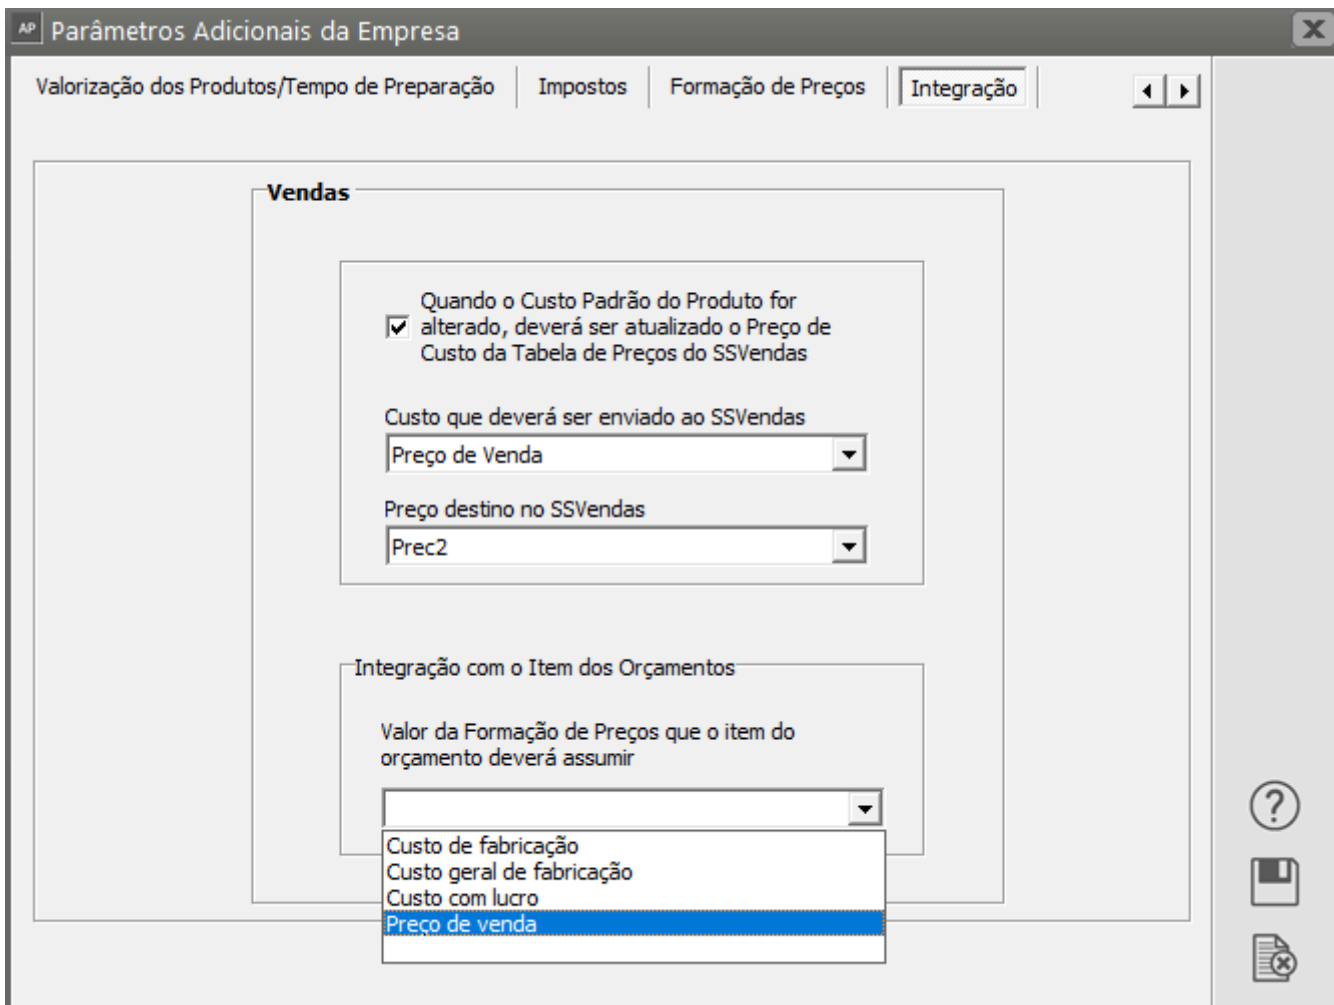 AP Parâmetros Adicionais da Empresa
Valorização dos Produtos/Tempo de Preparação Impostos Formação de Preços Integração
Vendas
Quando o Custo Padrão do Produto for
alterado, deverá ser atualizado o Preço de
Custo da Tabela de Preços do SSVendas
Custo que deverá ser enviado ao SSVendas
Preço de Venda
Preço destino no SSVendas
Prec2
Integração com o Item dos Orçamentos
Valor da Formação de Preços que o item do
orçamento deverá assumir
Custo de fabricação
Custo geral de fabricação
Custo com lucro
Preço de venda